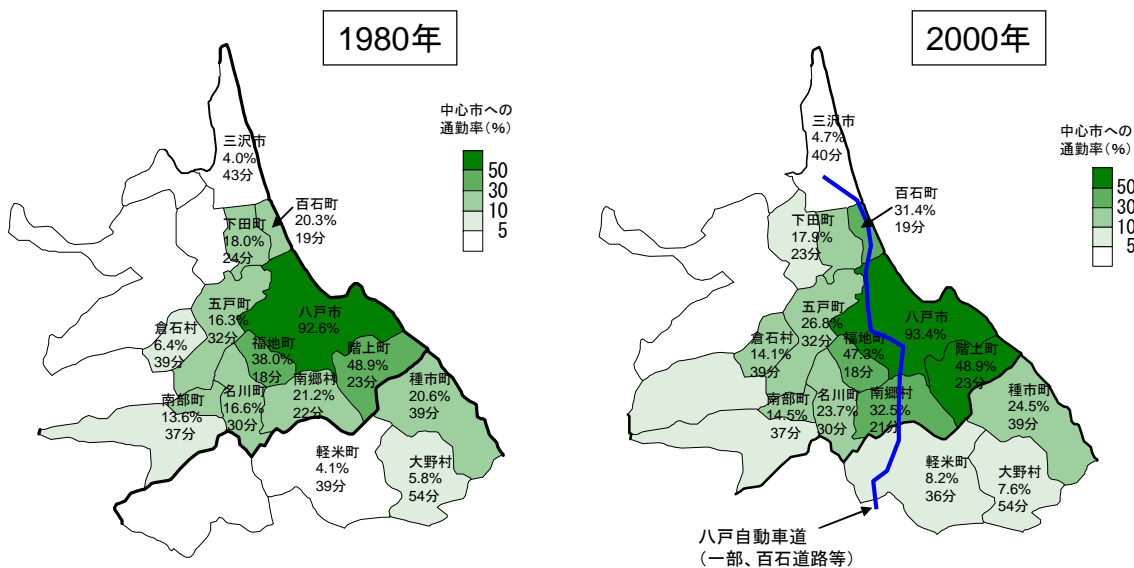 1980年
中心市への
通勤率(%)
50
30
10
5
三沢市
4.0%
43分
百石町
20.3%
19分
下田町
18.0%
24分
五戸町
16.3%
32分
八戸市
92.6%
倉石村
6.4%
39分
福地町
38.0%
18分
階上町
48.9%
23分
南郷村
21.2%
22分
種市町
20.6%
39分
名川町
16.6%
30分
南部町
13.6%
37分
軽米町
4.1%
39分
大野村
5.8%
54分
2000年
中心市への
通勤率(%)
50
30
10
5
三沢市
4.7%
40分
百石町
31.4%
19分
下田町
17.9%
23分
五戸町
26.8%
32分
八戸市
93.4%
倉石村
14.1%
39分
福地町
47.3%
18分
階上町
48.9%
23分
南郷村
32.5%
21分
種市町
24.5%
39分
名川町
23.7%
30分
南部町
14.5%
37分
軽米町
8.2%
36分
大野村
7.6%
54分
八戸自動車道
(一部、百石道路等)